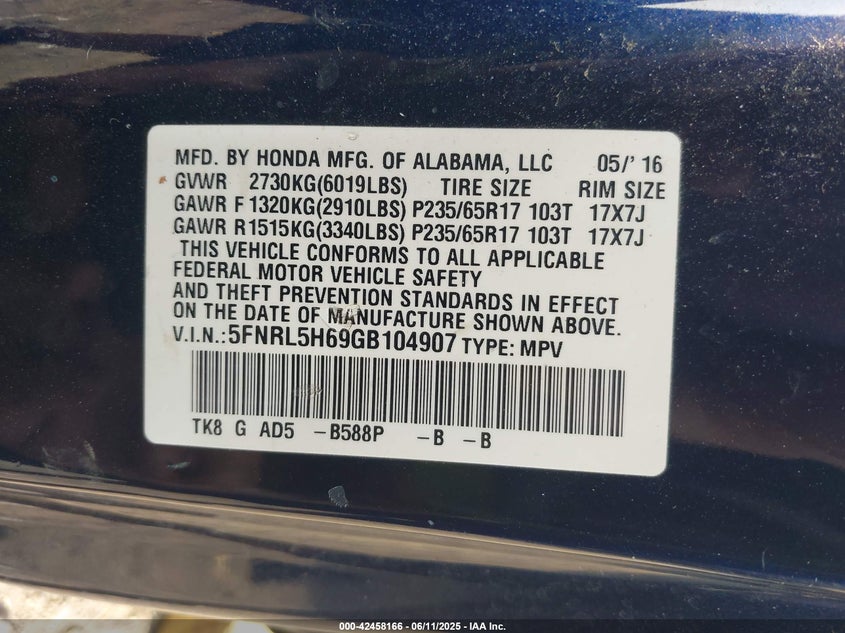 MFD. BY HONDA MFG. OF ALABAMA, LLC 05/' 16
GVWR 2730KG(6019LBS) TIRE SIZE RIM SIZE
GAWR F 1320KG(2910LBS) P235/65R17 103T 17X7J
GAWR R 1515KG(3340LBS) P235/65R17 103T 17X7J
THIS VEHICLE CONFORMS TO ALL APPLICABLE
FEDERAL MOTOR VEHICLE SAFETY
AND THEFT PREVENTION STANDARDS IN EFFECT
ON THE DATE OF MANUFACTURE SHOWN ABOVE.
V.I.N.:5FNRL5H69GB104907 TYPE: MPV
TK8 G AD5 -B588P -B -B
000-42458166 - 06/11/2025 - IAA Inc.